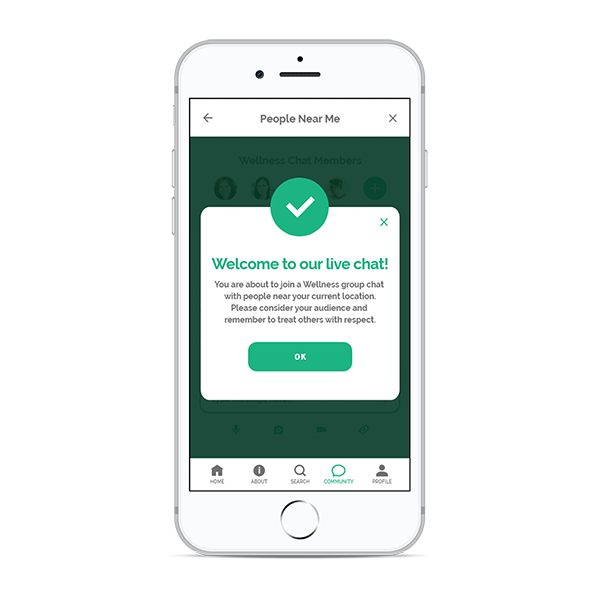 People Near Me
Wellness Chat Members
Welcome to our live chat!
You are about to join a Wellness group chat
with people near your current location.
Please consider your audience and
remember to treat others with respect.
OK
HOME
ABOUT
SEARCH
COMMUNITY
PROFILE